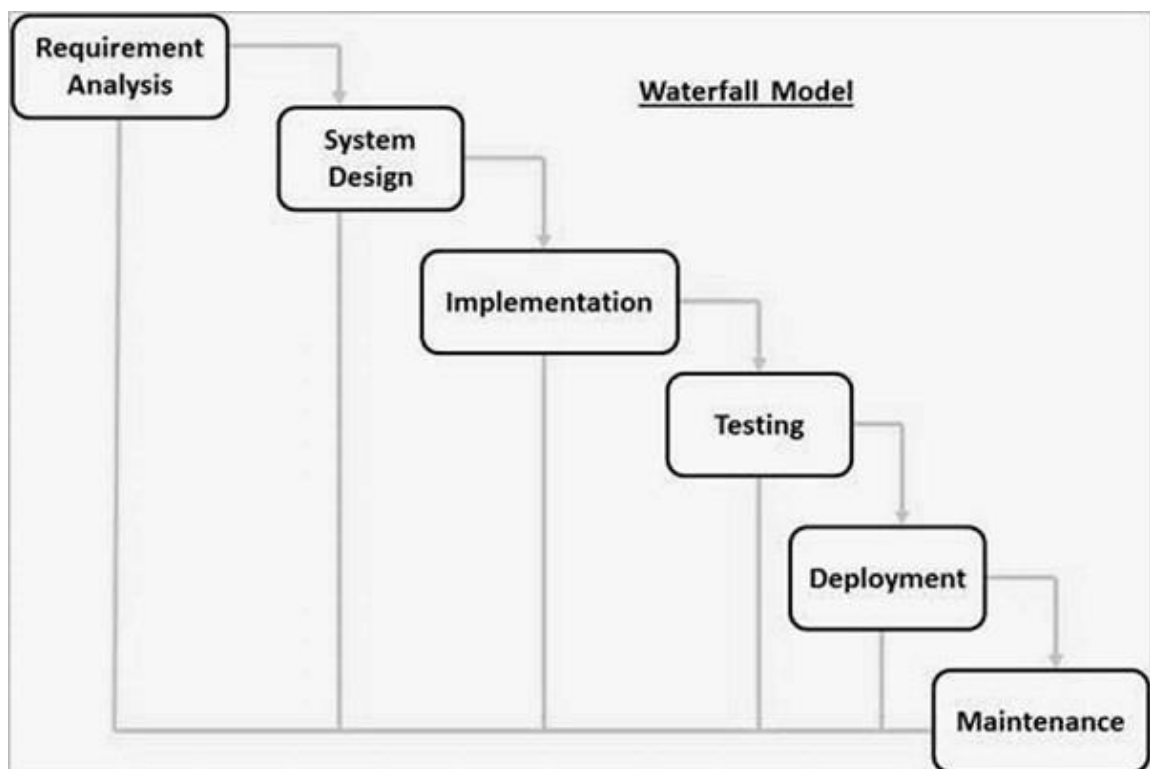 Requirement
Analysis
Waterfall Model
System
Design
Implementation
Testing
Deployment
Maintenance